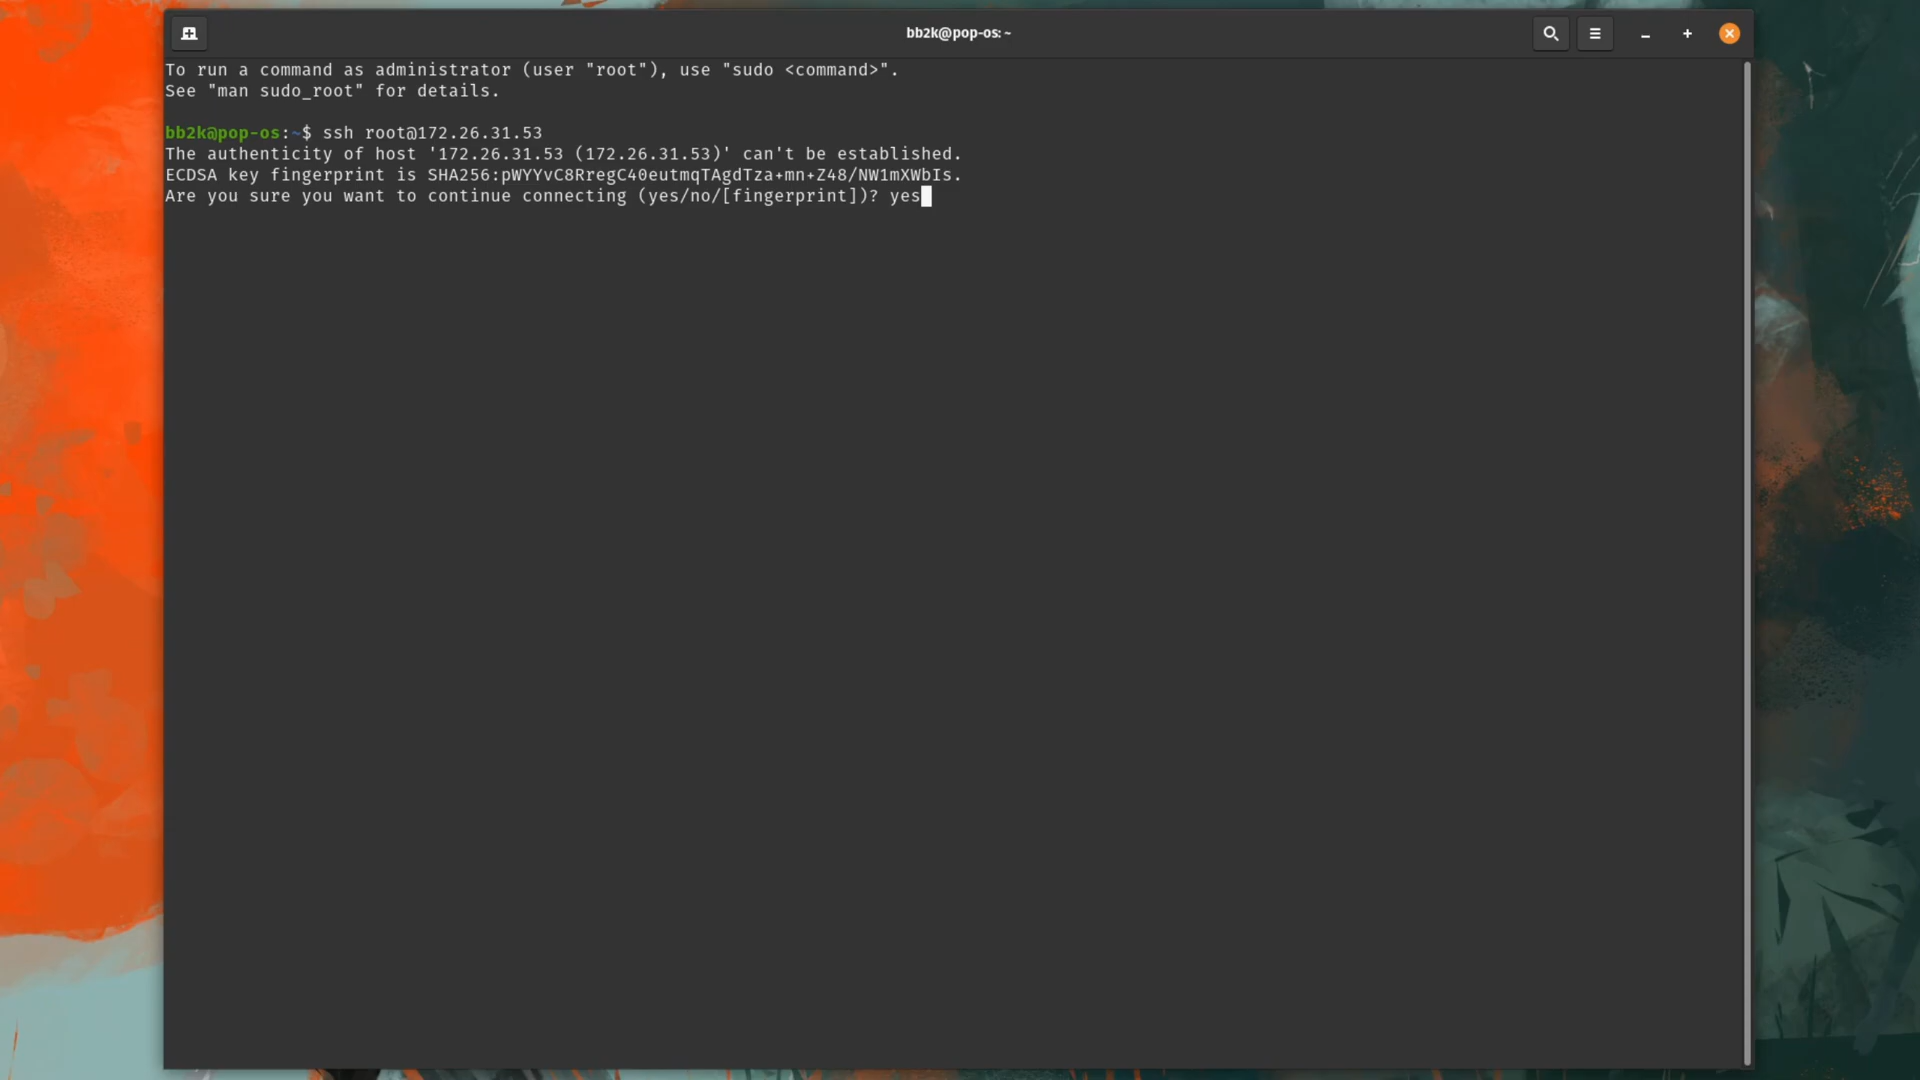 bb2k@pop-os: ~
To run a command as administrator (user "root"), use "sudo <command>".
See "man sudo_root" for details.
bb2k@pop-os:~$ ssh root@172.26.31.53
The authenticity of host '172.26.31.53 (172.26.31.53)' can't be established.
ECDSA key fingerprint is SHA256:pWYYvC8RregC40eutmqTAgdTza+mn+Z48/NW1mXWbIs.
Are you sure you want to continue connecting (yes/no/[fingerprint])? yes